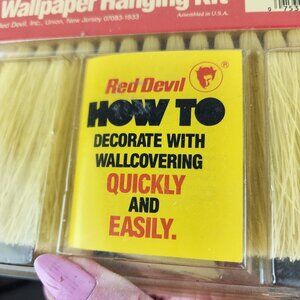 Wallpaper Hanging Kit
Red Devil, Inc., Union, New Jersey 07083-1933
Assembled in U.S.A.
Red Devil ®
HOW TO
DECORATE WITH
WALLCOVERING
QUICKLY
AND
EASILY.